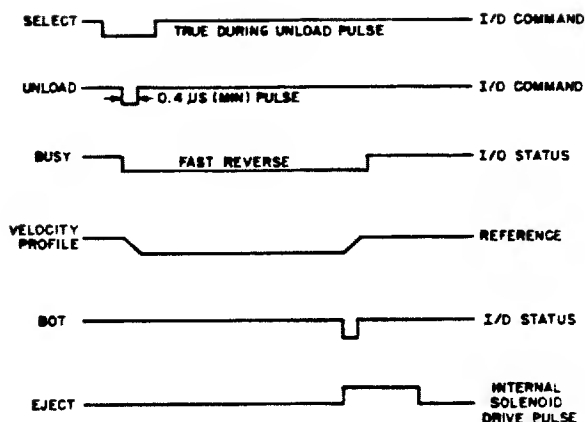 SELECT TRUE DURING UNLOAD PULSE I/D COMMAND
UNLOAD 0.4 µS (MIN) PULSE I/D COMMAND
BUSY FAST REVERSE I/D STATUS
VELOCITY
PROFILE
REFERENCE
BOT I/D STATUS
EJECT
INTERNAL
SOLENOID
DRIVE PULSE